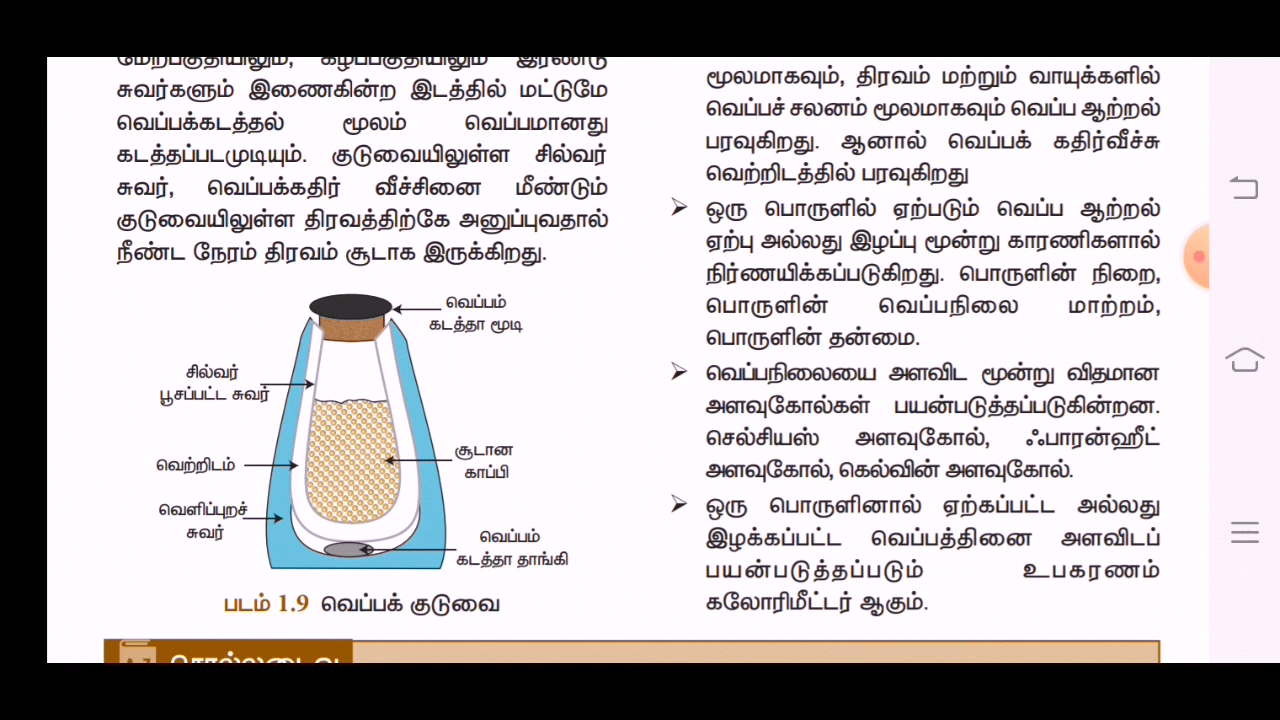 மேற்பகுதியிலும், கீழ்ப்பகுதியிலும் இரண்டு
சுவர்களும் இணைகின்ற இடத்தில் மட்டுமே
வெப்பக்கடத்தல் மூலம் வெப்பமானது
கடத்தப்படமுடியும். குடுவையிலுள்ள சில்வர்
சுவர், வெப்பக்கதிர் வீச்சினை மீண்டும்
குடுவையிலுள்ள திரவத்திற்கே அனுப்புவதால்
நீண்ட நேரம் திரவம் சூடாக இருக்கிறது.
வெப்பம்
கடத்தா மூடி
சில்வர்
பூசப்பட்ட சுவர்
வெற்றிடம்
சூடான
காப்பி
வெளிப்புறச்
சுவர்
வெப்பம்
கடத்தா தாங்கி
படம் 1.9 வெப்பக் குடுவை
மூலமாகவும், திரவம் மற்றும் வாயுக்களில்
வெப்பச் சலனம் மூலமாகவும் வெப்ப ஆற்றல்
பரவுகிறது. ஆனால் வெப்பக் கதிர்வீச்சு
வெற்றிடத்தில் பரவுகிறது
➢ ஒரு பொருளில் ஏற்படும் வெப்ப ஆற்றல்
ஏற்பு அல்லது இழப்பு மூன்று காரணிகளால்
நிர்ணயிக்கப்படுகிறது. பொருளின் நிறை,
பொருளின் வெப்பநிலை மாற்றம்,
பொருளின் தன்மை.
➢ வெப்பநிலையை அளவிட மூன்று விதமான
அளவுகோல்கள் பயன்படுத்தப்படுகின்றன.
செல்சியஸ் அளவுகோல், ஃபாரன்ஹீட்
அளவுகோல், கெல்வின் அளவுகோல்.
➢ ஒரு பொருளினால் ஏற்கப்பட்ட அல்லது
இழக்கப்பட்ட வெப்பத்தினை அளவிடப்
பயன்படுத்தப்படும் உபகரணம்
கலோரிமீட்டர் ஆகும்.
சொல்லடைவு